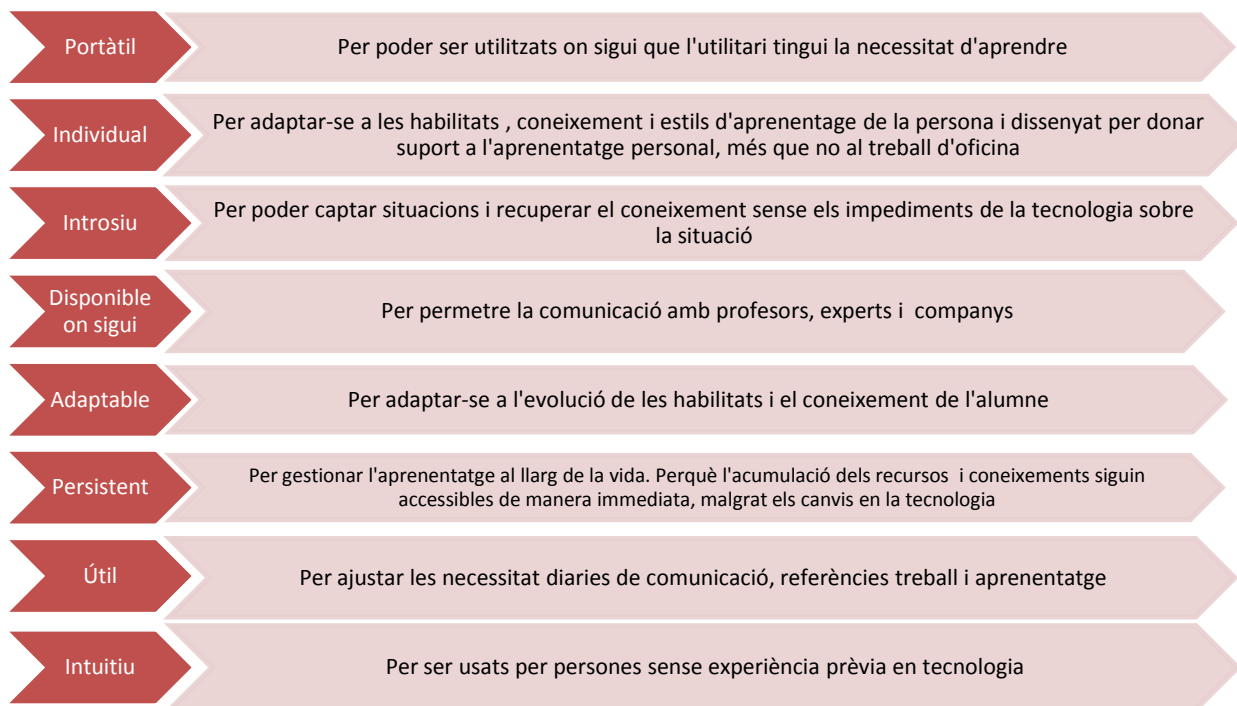 Portàtil
Per poder ser utilitzats on sigui que l'utilitari tingui la necessitat d'aprendre
Individual
Per adaptar-se a les habilitats , coneixement i estils d'aprenentage de la persona i dissenyat per donar
suport a l'aprenentatge personal, més que no al treball d'oficina
Introsiu
Per poder captar situacions i recuperar el coneixement sense els impediments de la tecnologia sobre
la situació
Disponible
on sigui
Per permetre la comunicació amb profesors, experts i  companys
Adaptable
Per adaptar-se a l'evolució de les habilitats i el coneixement de l'alumne
Persistent
Per gestionar l'aprenentatge al llarg de la vida. Perquè l'acumulació dels recursos  i coneixements siguin
accessibles de manera immediata, malgrat els canvis en la tecnologia
Útil
Per ajustar les necessitat diaries de comunicació, referències treball i aprenentatge
Intuitiu
Per ser usats per persones sense experiència prèvia en tecnologia